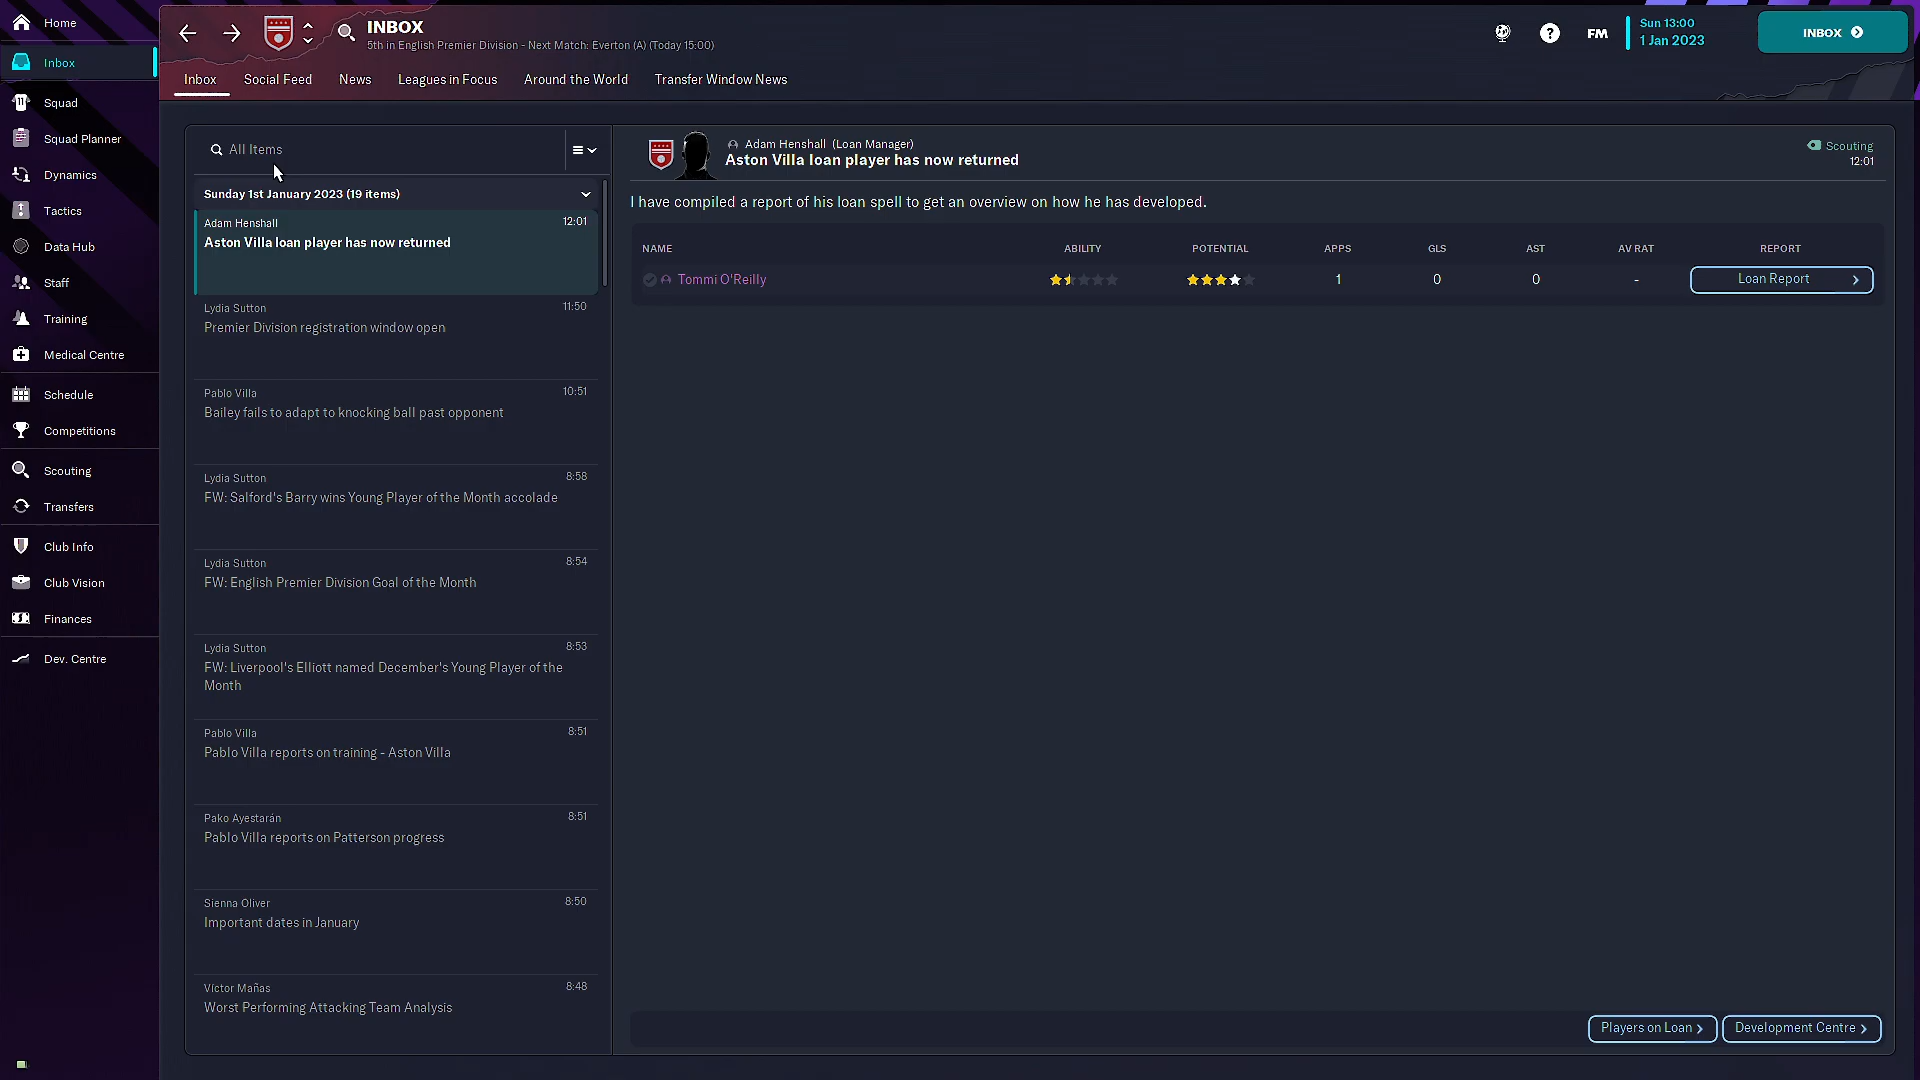 Home
Inbox
Squad
Squad Planner
Dynamics
Tactics
Data Hub
Staff
Training
Medical Centre
Schedule
Competitions
Scouting
Transfers
Club Info
Club Vision
Finances
Dev. Centre
INBOX
5th in English Premier Division - Next Match: Everton (A) (Today 15:00)
FM
Sun 13:00
1 Jan 2023
INBOX
Inbox Social Feed News Leagues in Focus Around the World Transfer Window News
All Items
Sunday 1st January 2023 (19 items)
Adam Henshall 12:01
Aston Villa loan player has now returned
Lydia Sutton 11:50
Premier Division registration window open
Pablo Villa 10:51
Bailey fails to adapt to knocking ball past opponent
Lydia Sutton 8:58
FW: Salford's Barry wins Young Player of the Month accolade
Lydia Sutton 8:54
FW: English Premier Division Goal of the Month
Lydia Sutton 8:53
FW: Liverpool's Elliott named December's Young Player of the
Month
Pablo Villa 8:51
Pablo Villa reports on training - Aston Villa
Pako Ayestarán 8:51
Pablo Villa reports on Patterson progress
Sienna Oliver 8:50
Important dates in January
Víctor Mañas 8:48
Worst Performing Attacking Team Analysis
Adam Henshall (Loan Manager)
Aston Villa loan player has now returned
Scouting
12:01
I have compiled a report of his loan spell to get an overview on how he has developed.
NAME ABILITY POTENTIAL APPS GLS AST AV RAT REPORT
Tommi O'Reilly 1 0 0 - Loan Report
Players on Loan Development Centre